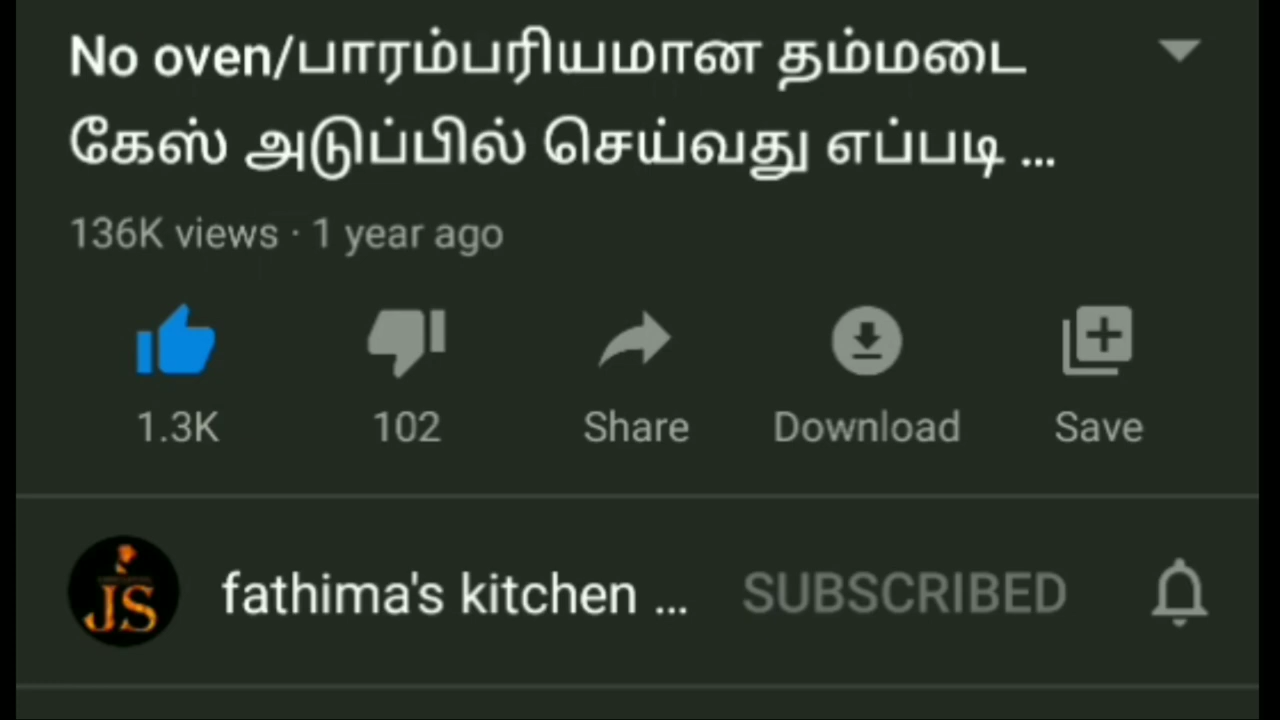 No oven/பாரம்பரியமான தம்மடை
கேஸ் அடுப்பில் செய்வது எப்படி ...
136K views · 1 year ago
1.3K 102 Share Download Save
JS fathima's kitchen ... SUBSCRIBED